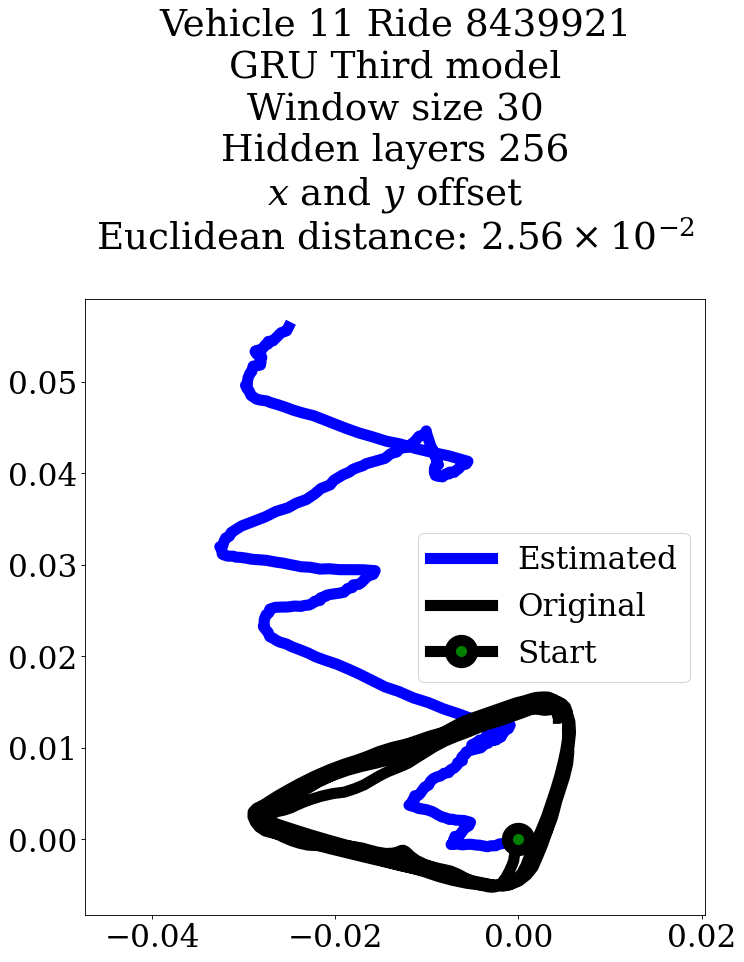 Vehicle 11 Ride 8439921
GRU Third model
Window size 30
Hidden layers 256
x and y offset
Euclidean distance: 2.56 × 10⁻²
0.05
0.04
0.03
0.02
0.01
0.00
Estimated
Original
Start
−0.04 −0.02 0.00 0.02